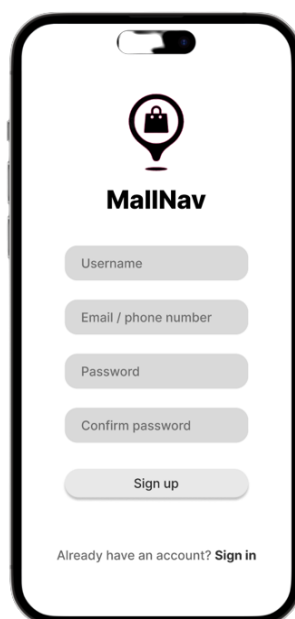 MallNav
Username
Email / phone number
Password
Confirm password
Sign up
Already have an account? Sign in